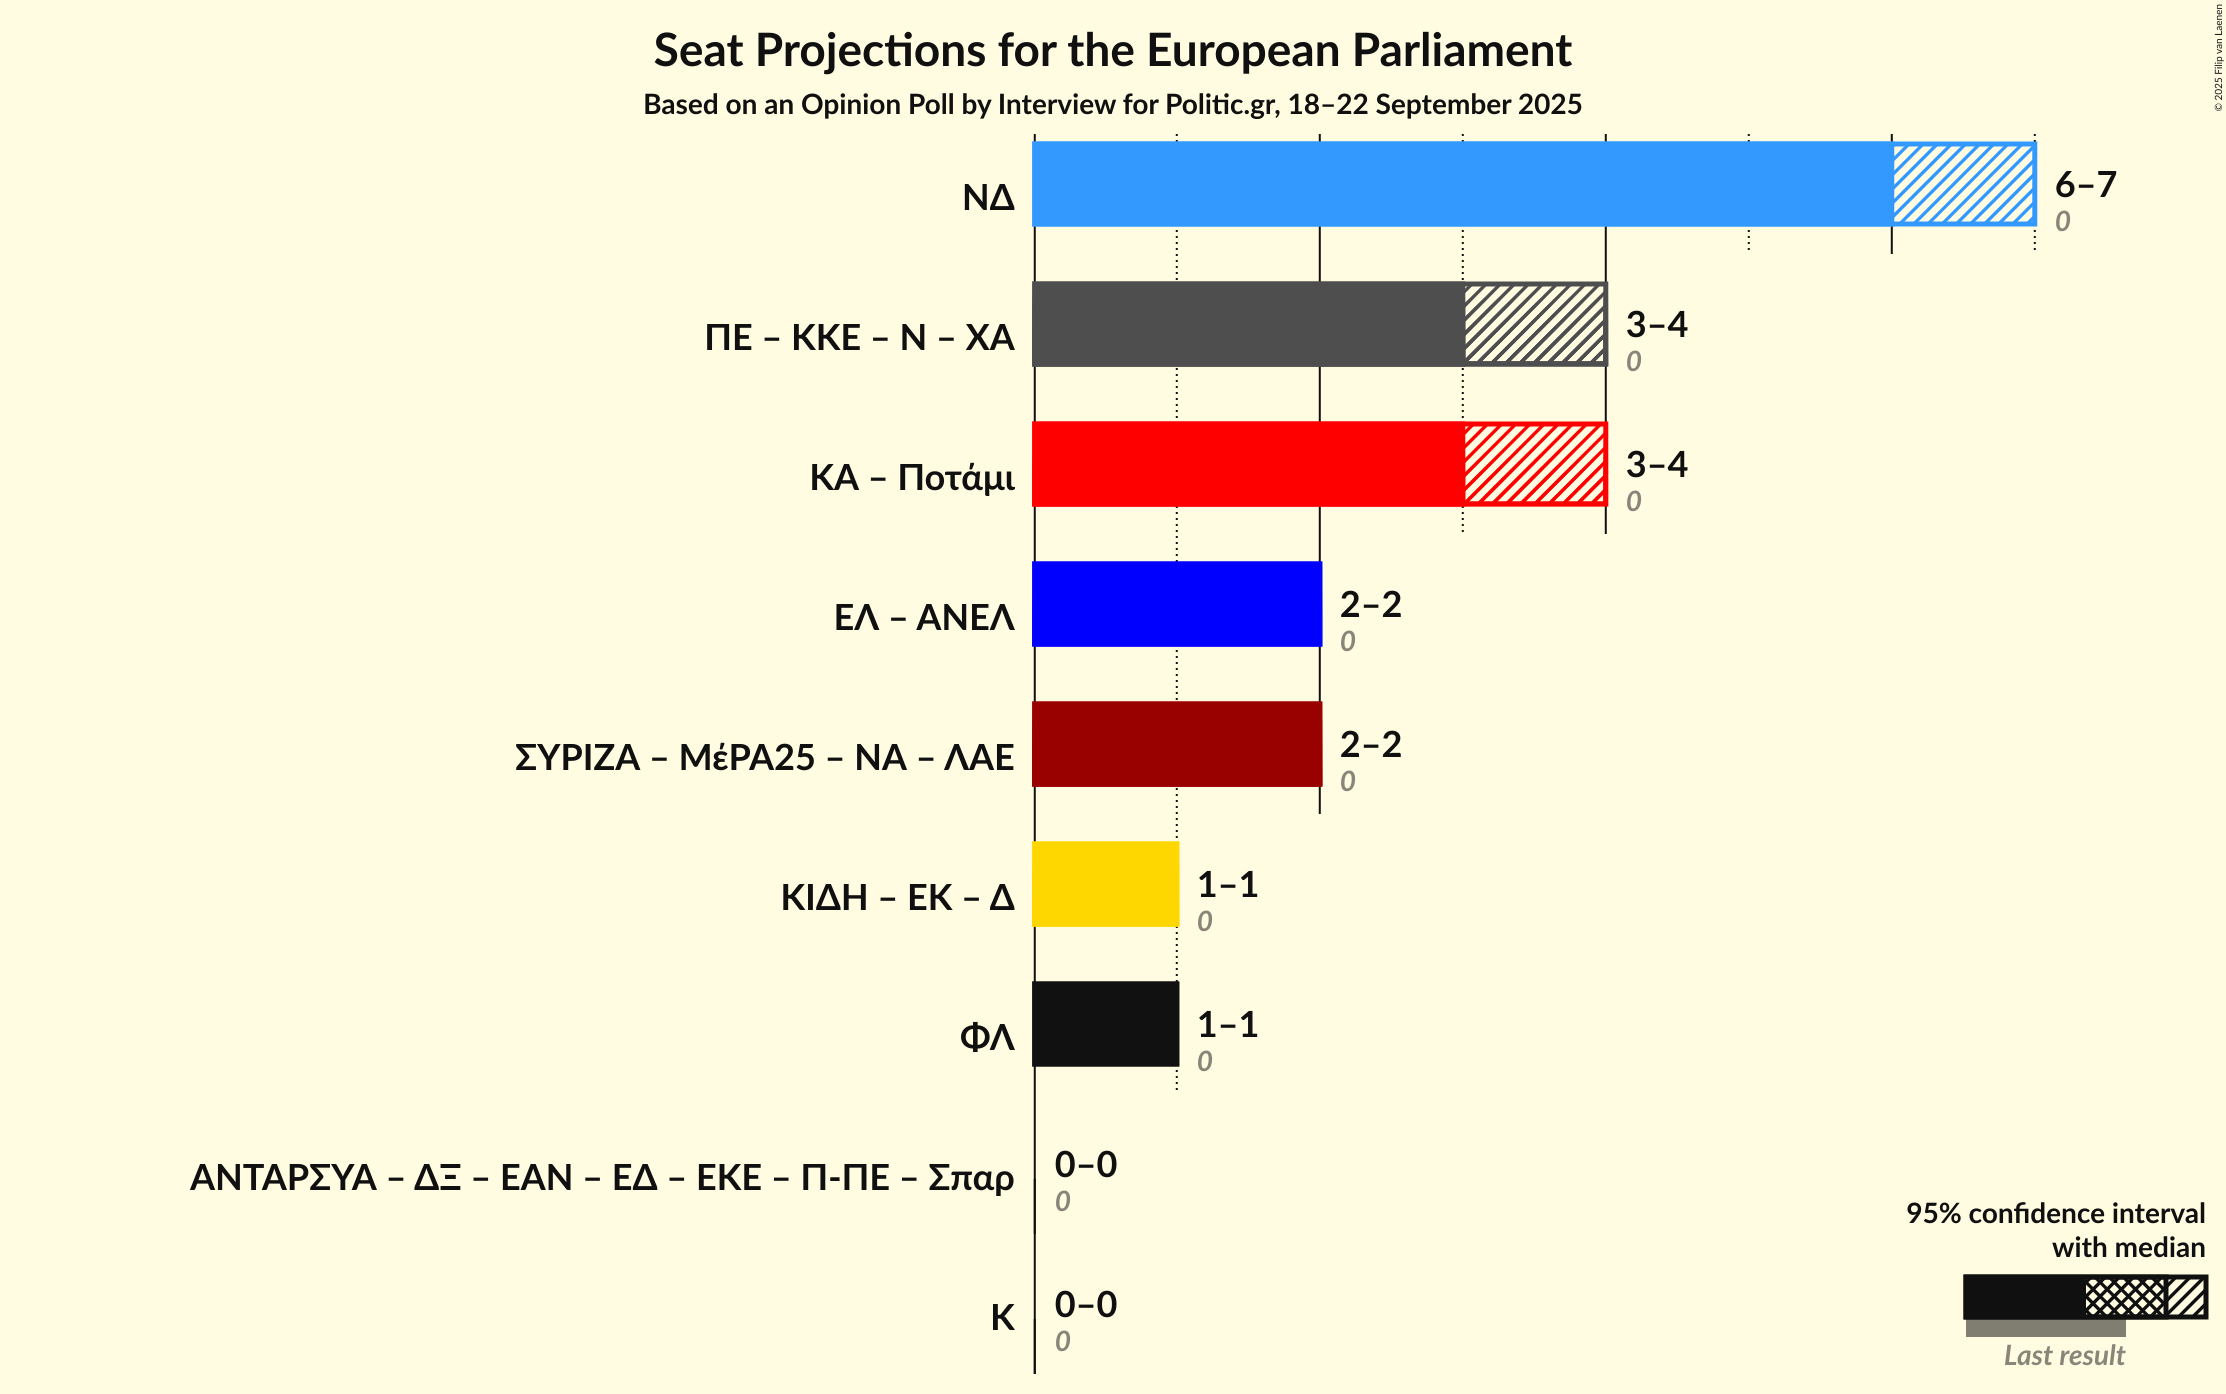 Seat Projections for the European Parliament
Based on an Opinion Poll by Interview for Politic.gr, 18–22 September 2025
© 2025 Filip van Laenen
ΝΔ
6–7
0
ΠΕ – ΚΚΕ – Ν – ΧΑ
3–4
0
ΚΑ – Ποτάμι
3–4
0
ΕΛ – ΑΝΕΛ
2–2
0
ΣΥΡΙΖΑ – ΜέΡΑ25 – ΝΑ – ΛΑΕ
2–2
0
ΚΙΔΗ – ΕΚ – Δ
1–1
0
ΦΛ
1–1
0
ΑΝΤΑΡΣΥΑ – ΔΞ – ΕΑΝ – ΕΔ – ΕΚΕ – Π-ΠΕ – Σπαρ
0–0
0
Κ
0–0
0
95% confidence interval
with median
Last result